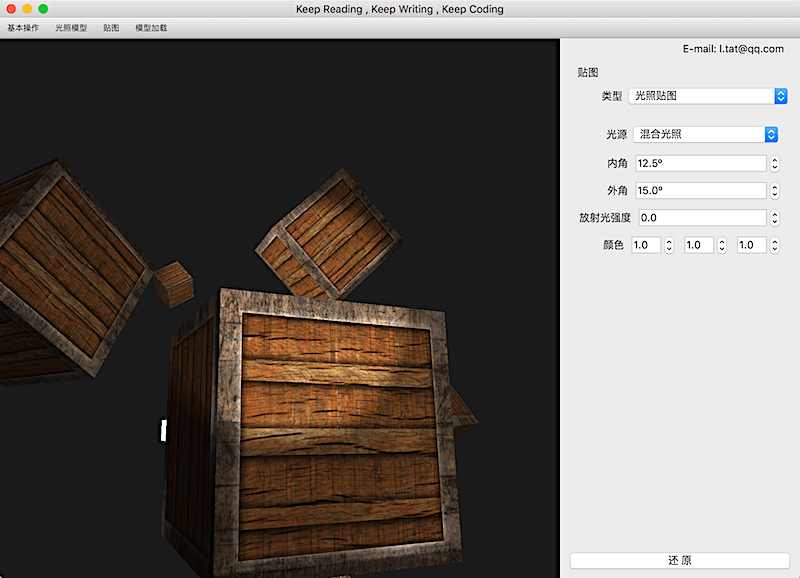 Keep Reading , Keep Writing , Keep Coding
基本操作 光照模型 贴图 模型加载
E-mail: l.tat@qq.com
贴图
类型 光照贴图
光源 混合光照
内角 12.5°
外角 15.0°
放射光强度 0.0
颜色 1.0 1.0 1.0
还 原